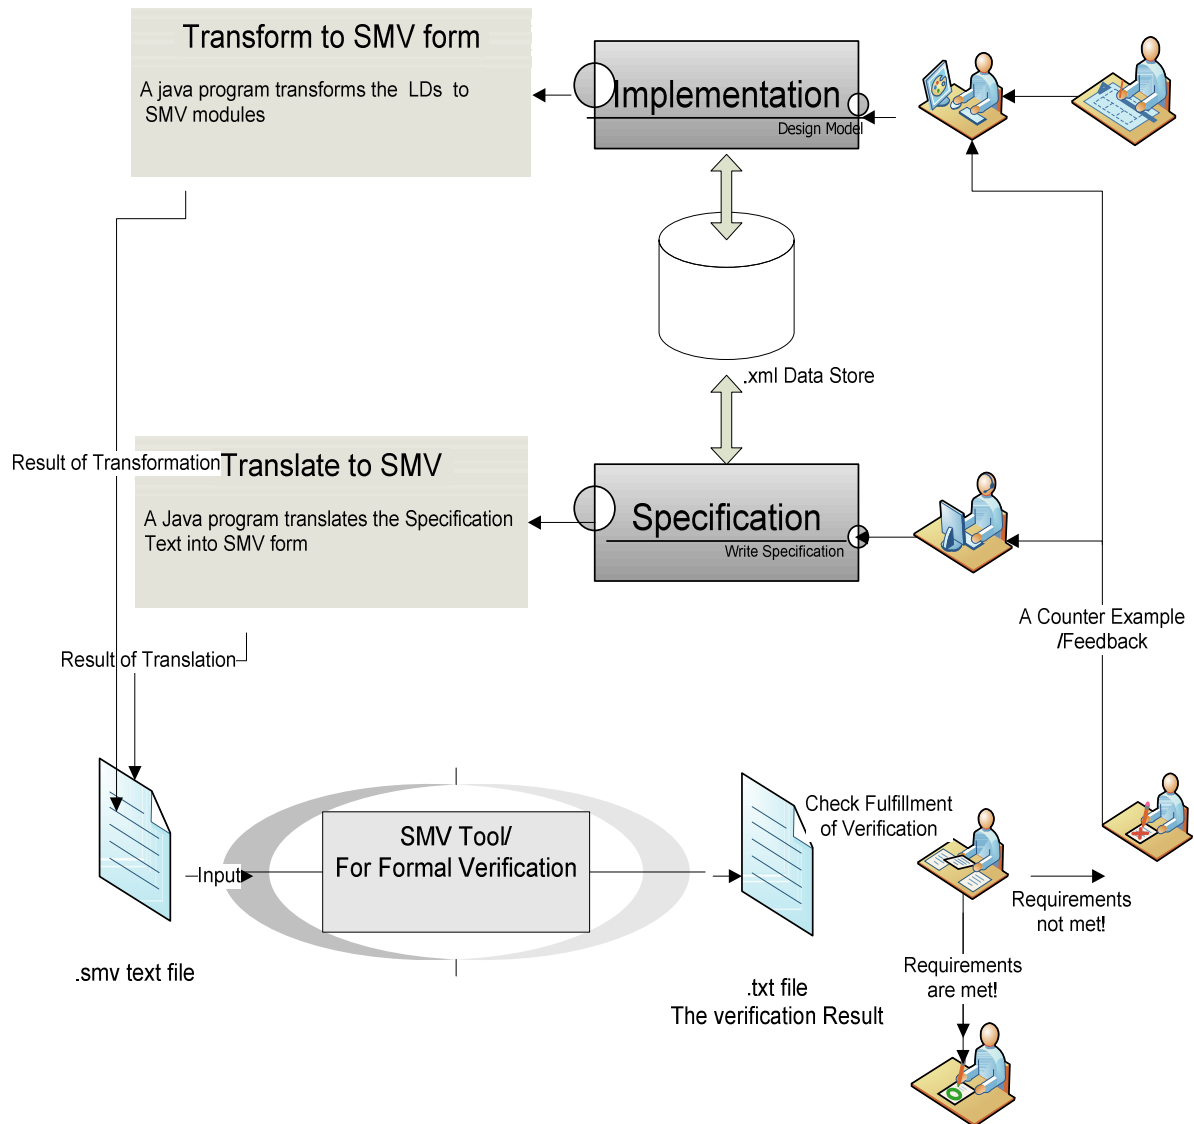 Transform to SMV form
A java program transforms the LDs to
SMV modules
Implementation
Design Model
.xml Data Store
Result of Transformation
Translate to SMV
A Java program translates the Specification
Text into SMV form
Specification
Write Specification
A Counter Example
/Feedback
Result of Translation
Check Fulfillment
of Verification
SMV Tool/
For Formal Verification
Input
Requirements
not met!
.smv text file
Requirements
are met!
.txt file
The verification Result